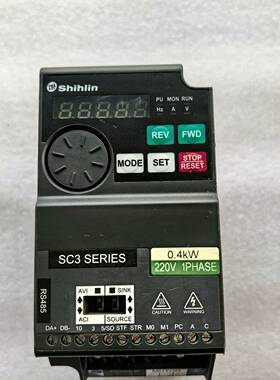 Shihlin
PU MON RUN
Hz A V
REV FWD
MODE SET STOP RESET
SC3 SERIES
0.4kW
220V 1PHASE
AVI SINK
ACI SOURCE
RS485
CAUTION WARNING
DA+ DB- 10 3 5/SD STF STR M0 M1 PC A C